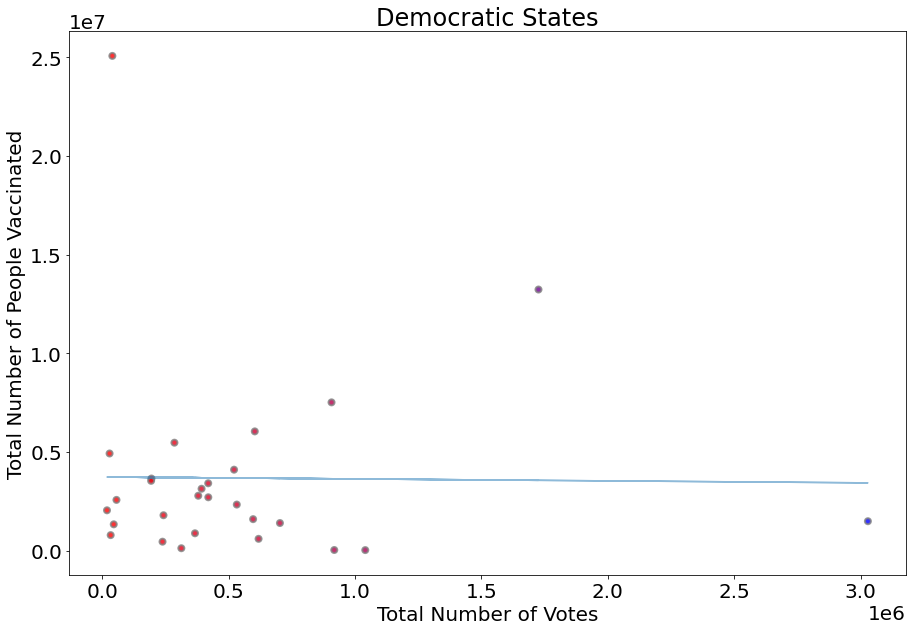 Democratic States
1e7
2.5
2.0
1.5
1.0
0.5
0.0
Total Number of People Vaccinated
0.0 0.5 1.0 1.5 2.0 2.5 3.0
1e6
Total Number of Votes